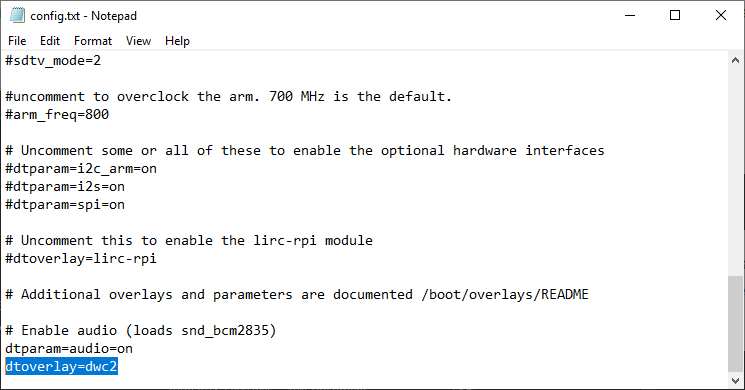 config.txt - Notepad
File Edit Format View Help
#sdtv_mode=2
#uncomment to overclock the arm. 700 MHz is the default.
#arm_freq=800
# Uncomment some or all of these to enable the optional hardware interfaces
#dtparam=i2c_arm=on
#dtparam=i2s=on
#dtparam=spi=on
# Uncomment this to enable the lirc-rpi module
#dtoverlay=lirc-rpi
# Additional overlays and parameters are documented /boot/overlays/README
# Enable audio (loads snd_bcm2835)
dtparam=audio=on
dtoverlay=dwc2